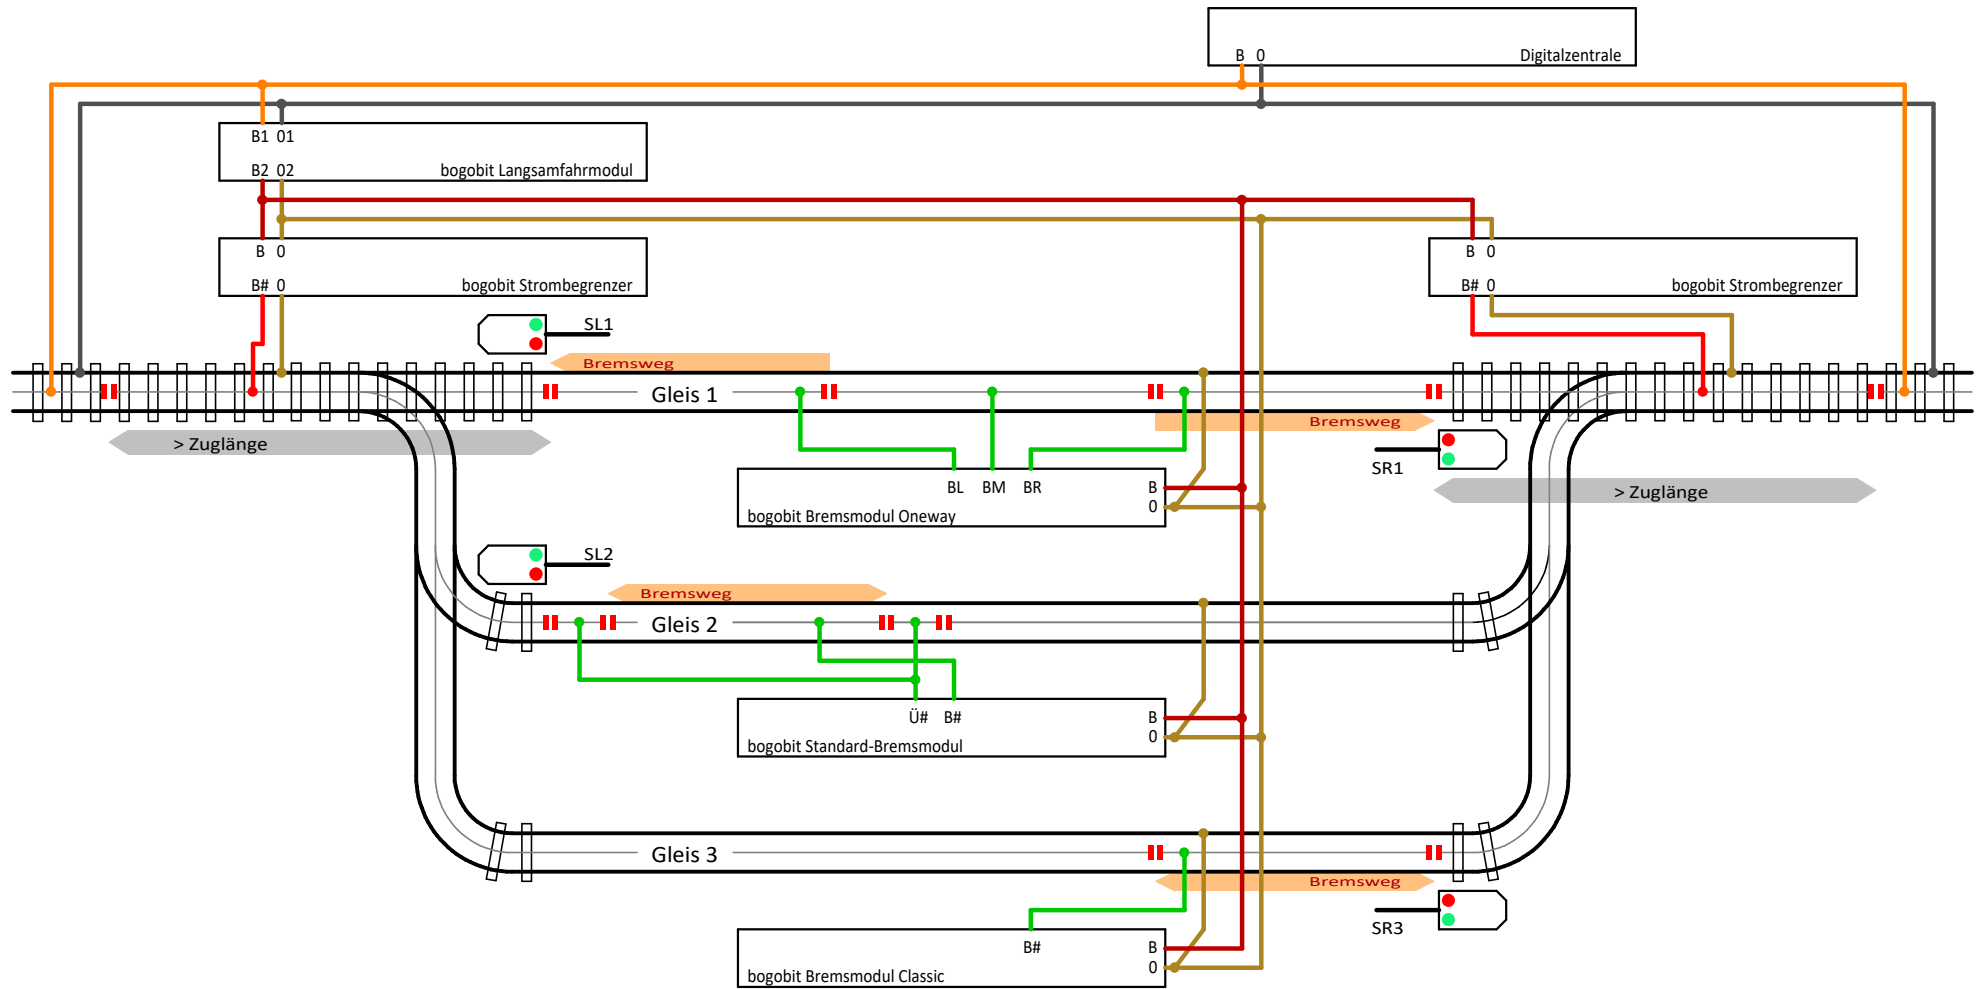 B 0
Digitalzentrale
B1 01
B2 02
bogobit Langsamfahrmodul
B 0
B# 0
bogobit Strombegrenzer
B 0
B# 0
bogobit Strombegrenzer
SL1
Bremsweg
Gleis 1
Bremsweg
> Zuglänge
SR1
BL BM BR
B
0
bogobit Bremsmodul Oneway
> Zuglänge
SL2
Bremsweg
Gleis 2
Ü# B#
B
0
bogobit Standard-Bremsmodul
Gleis 3
Bremsweg
SR3
B#
B
0
bogobit Bremsmodul Classic